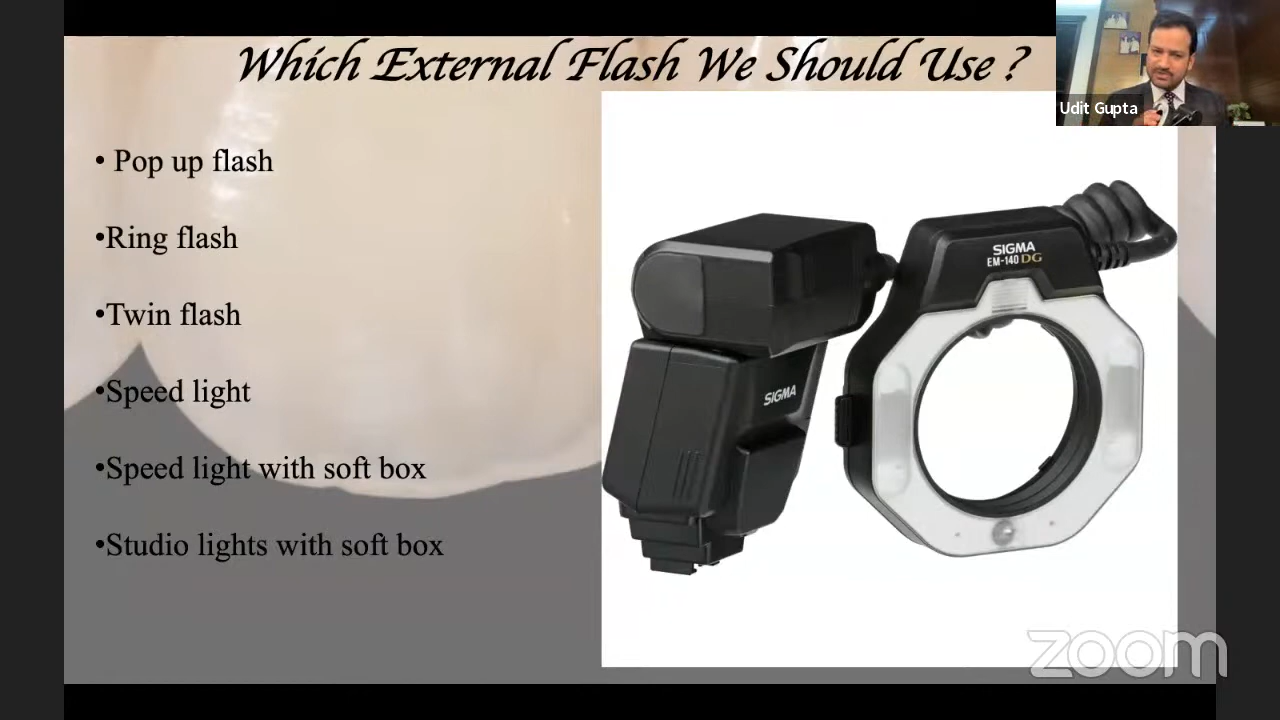 Which External Flash We Should Use ?
Udit Gupta
• Pop up flash
•Ring flash
•Twin flash
•Speed light
•Speed light with soft box
•Studio lights with soft box
SIGMA
EM-140 DG
SIGMA
zoom